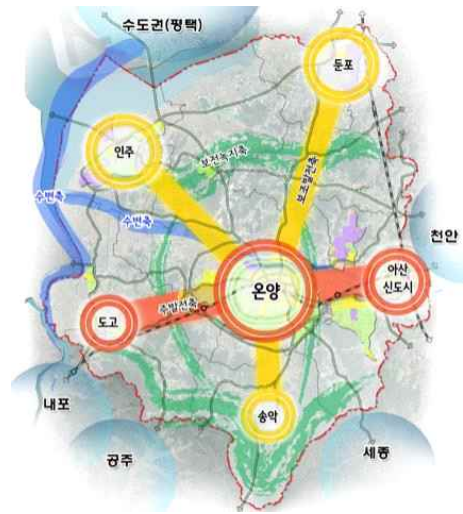 수도권(평택)
둔포
인주
보전녹지축
보조발전축
수변축
수변축
천안
온양
아산
신도시
주발전축
도고
내포
송악
공주
세종